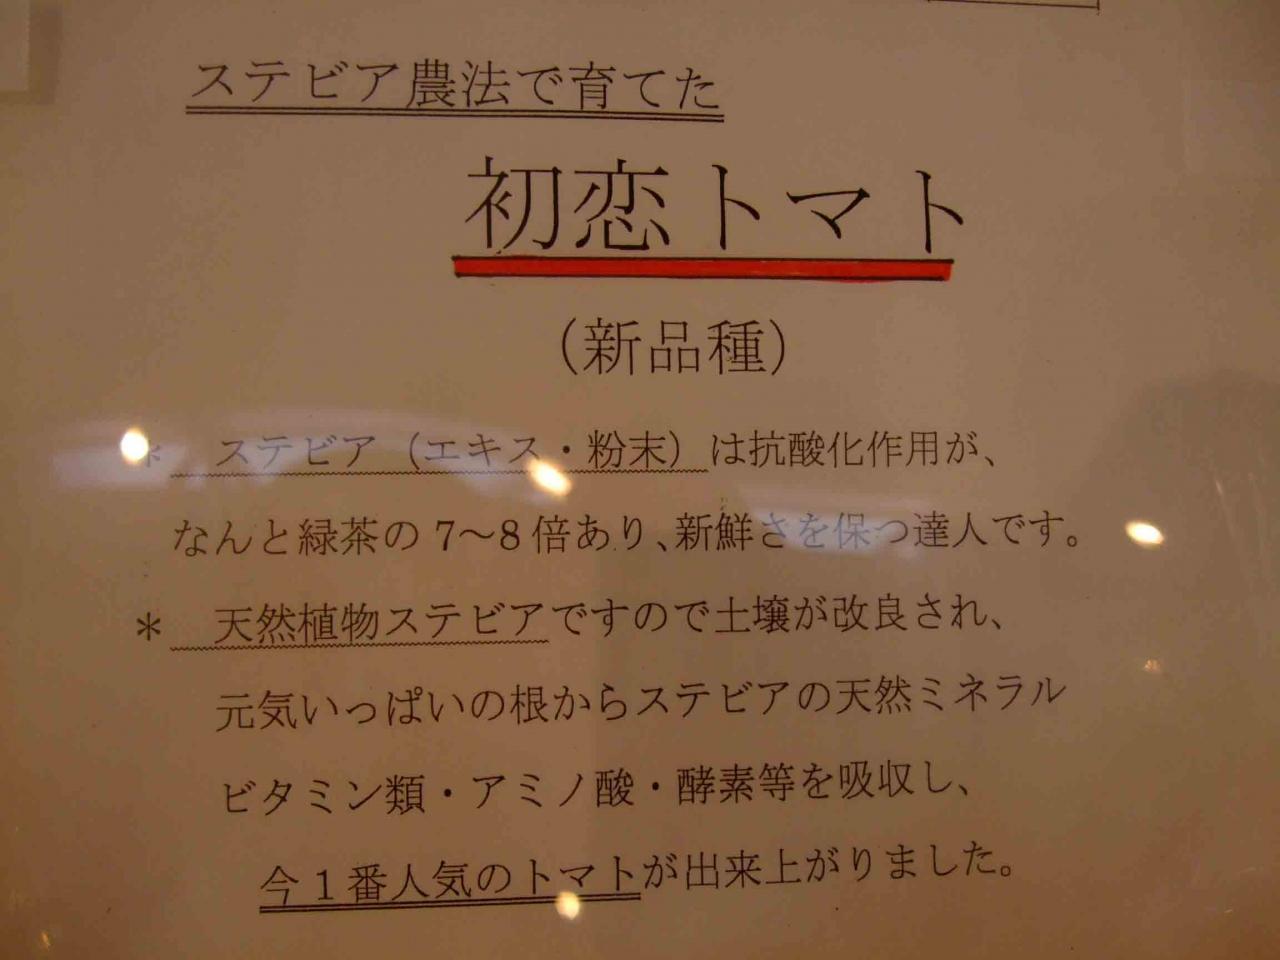 ステビア農法で育てた
初恋トマト
（新品種）
＊　ステビア（エキス・粉末）は抗酸化作用が、
なんと緑茶の7～8倍あり、新鮮さを保つ達人です。
＊　天然植物ステビアですので土壌が改良され、
元気いっぱいの根からステビアの天然ミネラル
ビタミン類・アミノ酸・酵素等を吸収し、
今1番人気のトマトが出来上がりました。